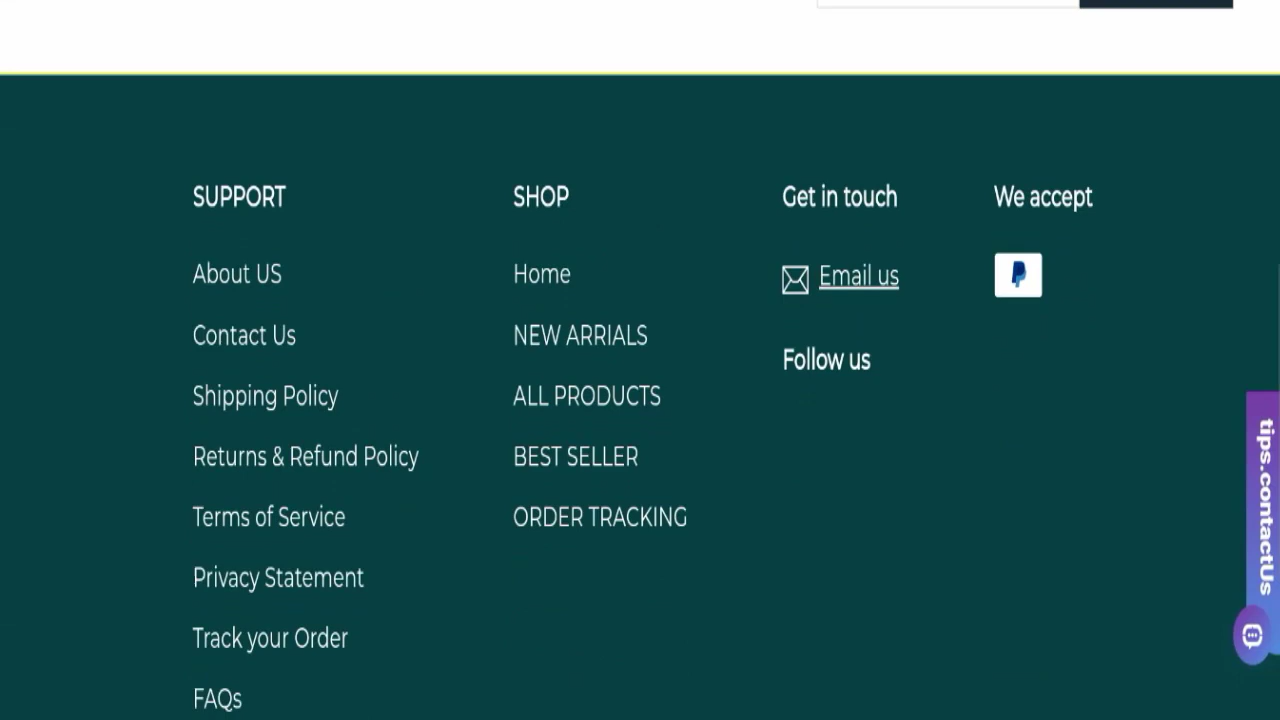 SUPPORT
About US
Contact Us
Shipping Policy
Returns & Refund Policy
Terms of Service
Privacy Statement
Track your Order
FAQs
SHOP
Home
NEW ARRIALS
ALL PRODUCTS
BEST SELLER
ORDER TRACKING
Get in touch
Email us
Follow us
We accept
tips.contactUs